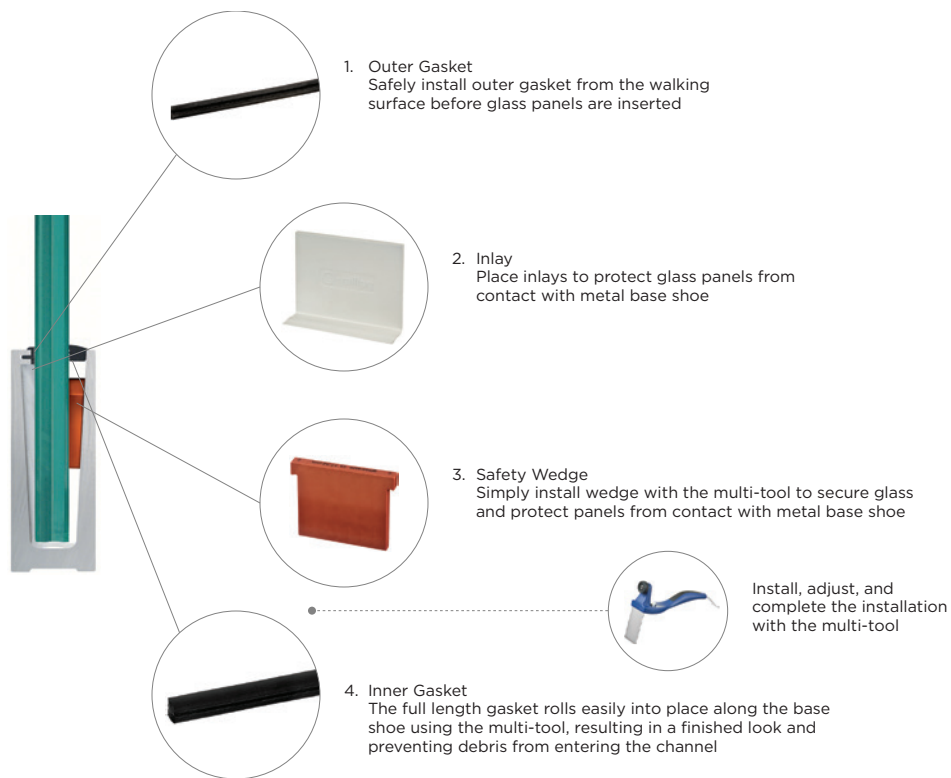 1. Outer Gasket
Safely install outer gasket from the walking
surface before glass panels are inserted
2. Inlay
Place inlays to protect glass panels from
contact with metal base shoe
3. Safety Wedge
Simply install wedge with the multi-tool to secure glass
and protect panels from contact with metal base shoe
Install, adjust, and
complete the installation
with the multi-tool
4. Inner Gasket
The full length gasket rolls easily into place along the base
shoe using the multi-tool, resulting in a finished look and
preventing debris from entering the channel